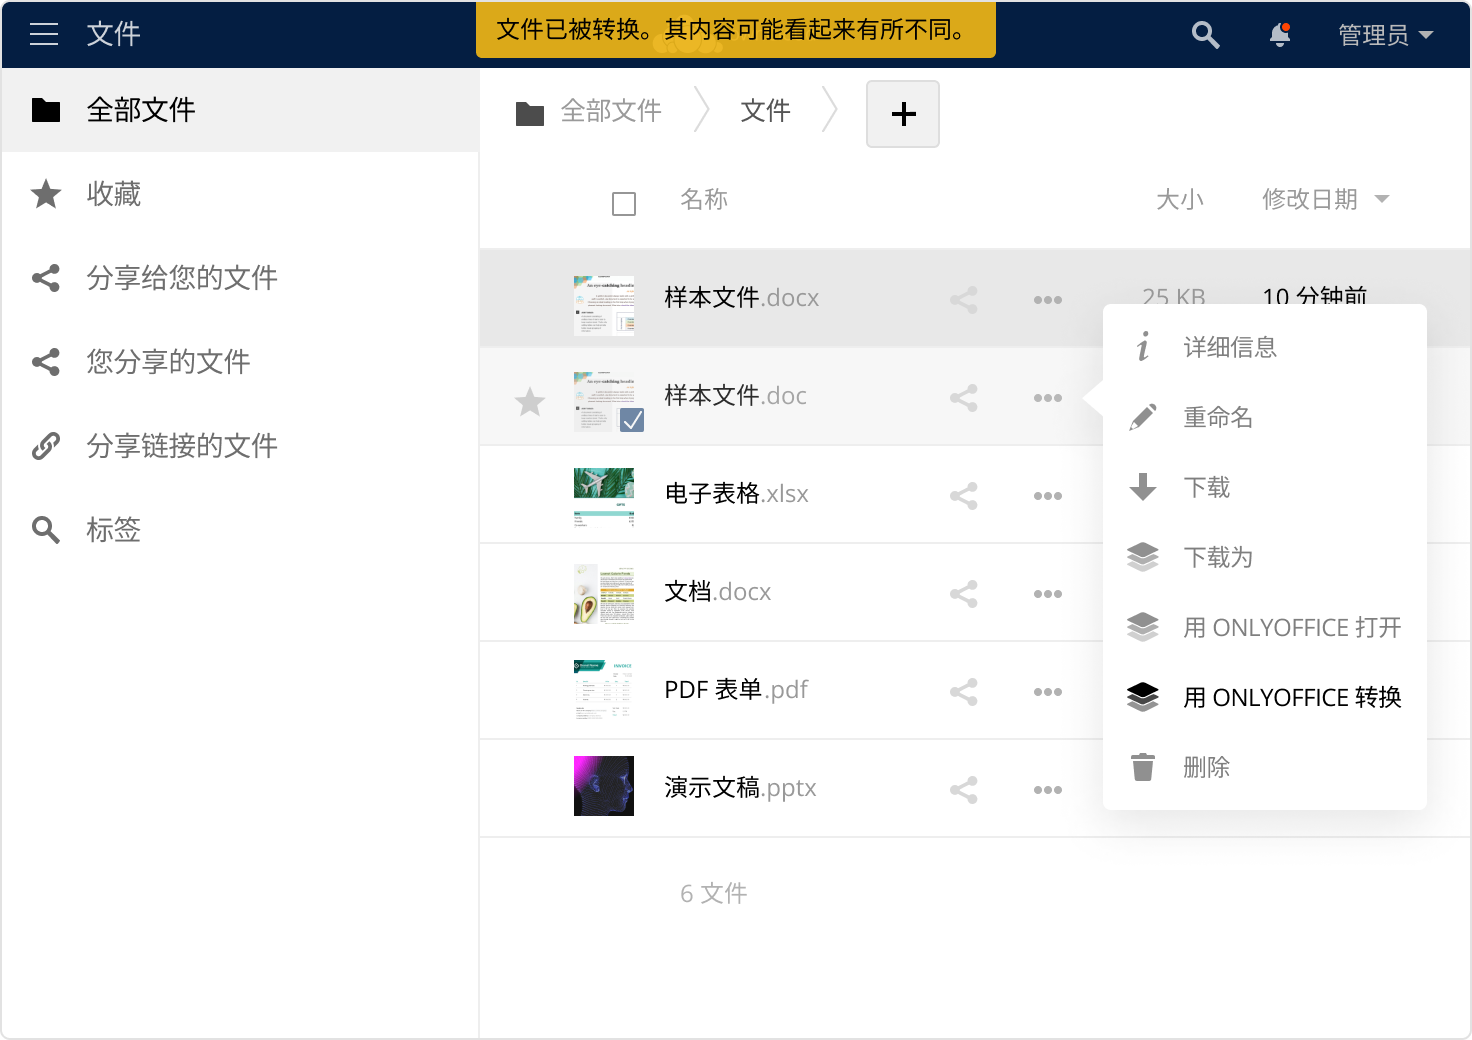 文件
文件已被转换。其内容可能看起来有所不同。
管理员
全部文件
收藏
分享给您的文件
您分享的文件
分享链接的文件
标签
全部文件
文件
名称
大小
修改日期
样本文件.docx
25 KB
10 分钟前
样本文件.doc
电子表格.xlsx
文档.docx
PDF 表单.pdf
演示文稿.pptx
6 文件
详细信息
重命名
下载
下载为
用 ONLYOFFICE 打开
用 ONLYOFFICE 转换
删除